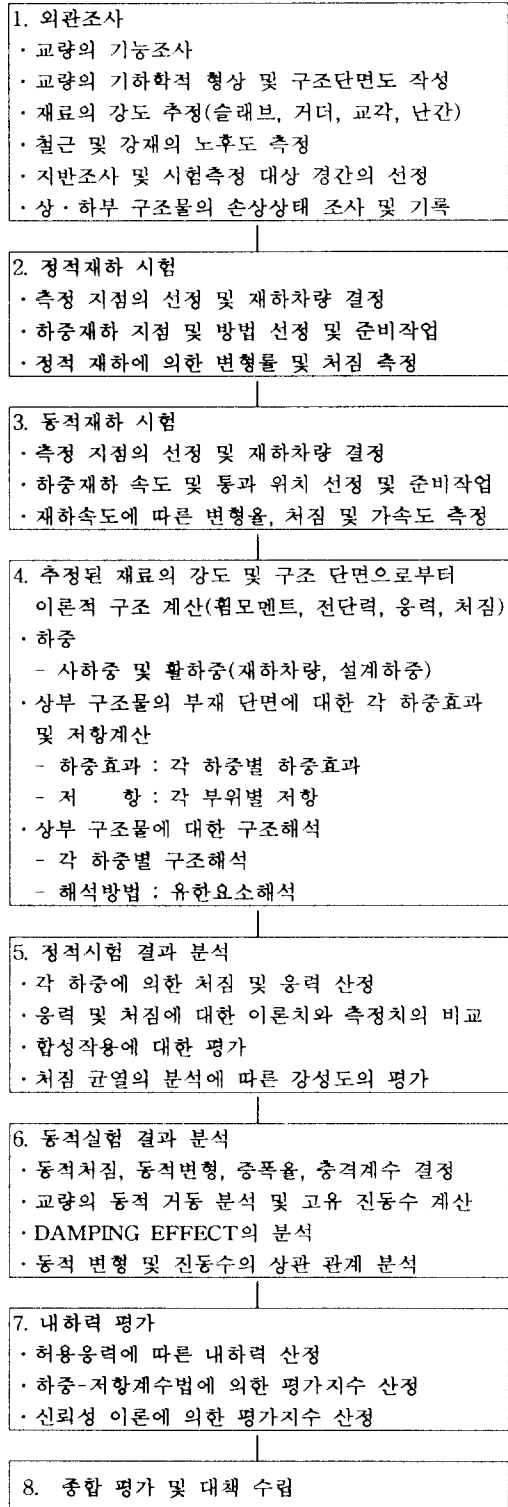 1. 외관조사
· 교량의 기능조사
· 교량의 기하학적 형상 및 구조단면도 작성
· 재료의 강도 추정(슬래브, 거더, 교각, 난간)
· 철근 및 강재의 노후도 측정
· 지반조사 및 시험측정 대상 경간의 선정
· 상 · 하부 구조물의 손상상태 조사 및 기록
2. 정적재하 시험
· 측정 지점의 선정 및 재하차량 결정
· 하중재하 지점 및 방법 선정 및 준비작업
· 정적 재하에 의한 변형률 및 처짐 측정
3. 동적재하 시험
· 측정 지점의 선정 및 재하차량 결정
· 하중재하 속도 및 통과 위치 선정 및 준비작업
· 재하속도에 따른 변형율, 처짐 및 가속도 측정
4. 추정된 재료의 강도 및 구조 단면으로부터
이론적 구조 계산(휨모멘트, 전단력, 응력, 처짐)
· 하중
- 사하중 및 활하중(재하차량, 설계하중)
· 상부 구조물의 부재 단면에 대한 각 하중효과
및 저항계산
- 하중효과 : 각 하중별 하중효과
- 저 항 : 각 부위별 저항
· 상부 구조물에 대한 구조해석
- 각 하중별 구조해석
- 해석방법 : 유한요소해석
5. 정적시험 결과 분석
· 각 하중에 의한 처짐 및 응력 산정
· 응력 및 처짐에 대한 이론치와 측정치의 비교
· 합성작용에 대한 평가
· 처짐 균열의 분석에 따른 강성도의 평가
6. 동적실험 결과 분석
· 동적처짐, 동적변형, 증폭율, 충격계수 결정
· 교량의 동적 거동 분석 및 고유 진동수 계산
· DAMPING EFFECT의 분석
· 동적 변형 및 진동수의 상관 관계 분석
7. 내하력 평가
· 허용응력에 따른 내하력 산정
· 하중-저항계수법에 의한 평가지수 산정
· 신뢰성 이론에 의한 평가지수 산정
8. 종합 평가 및 대책 수립